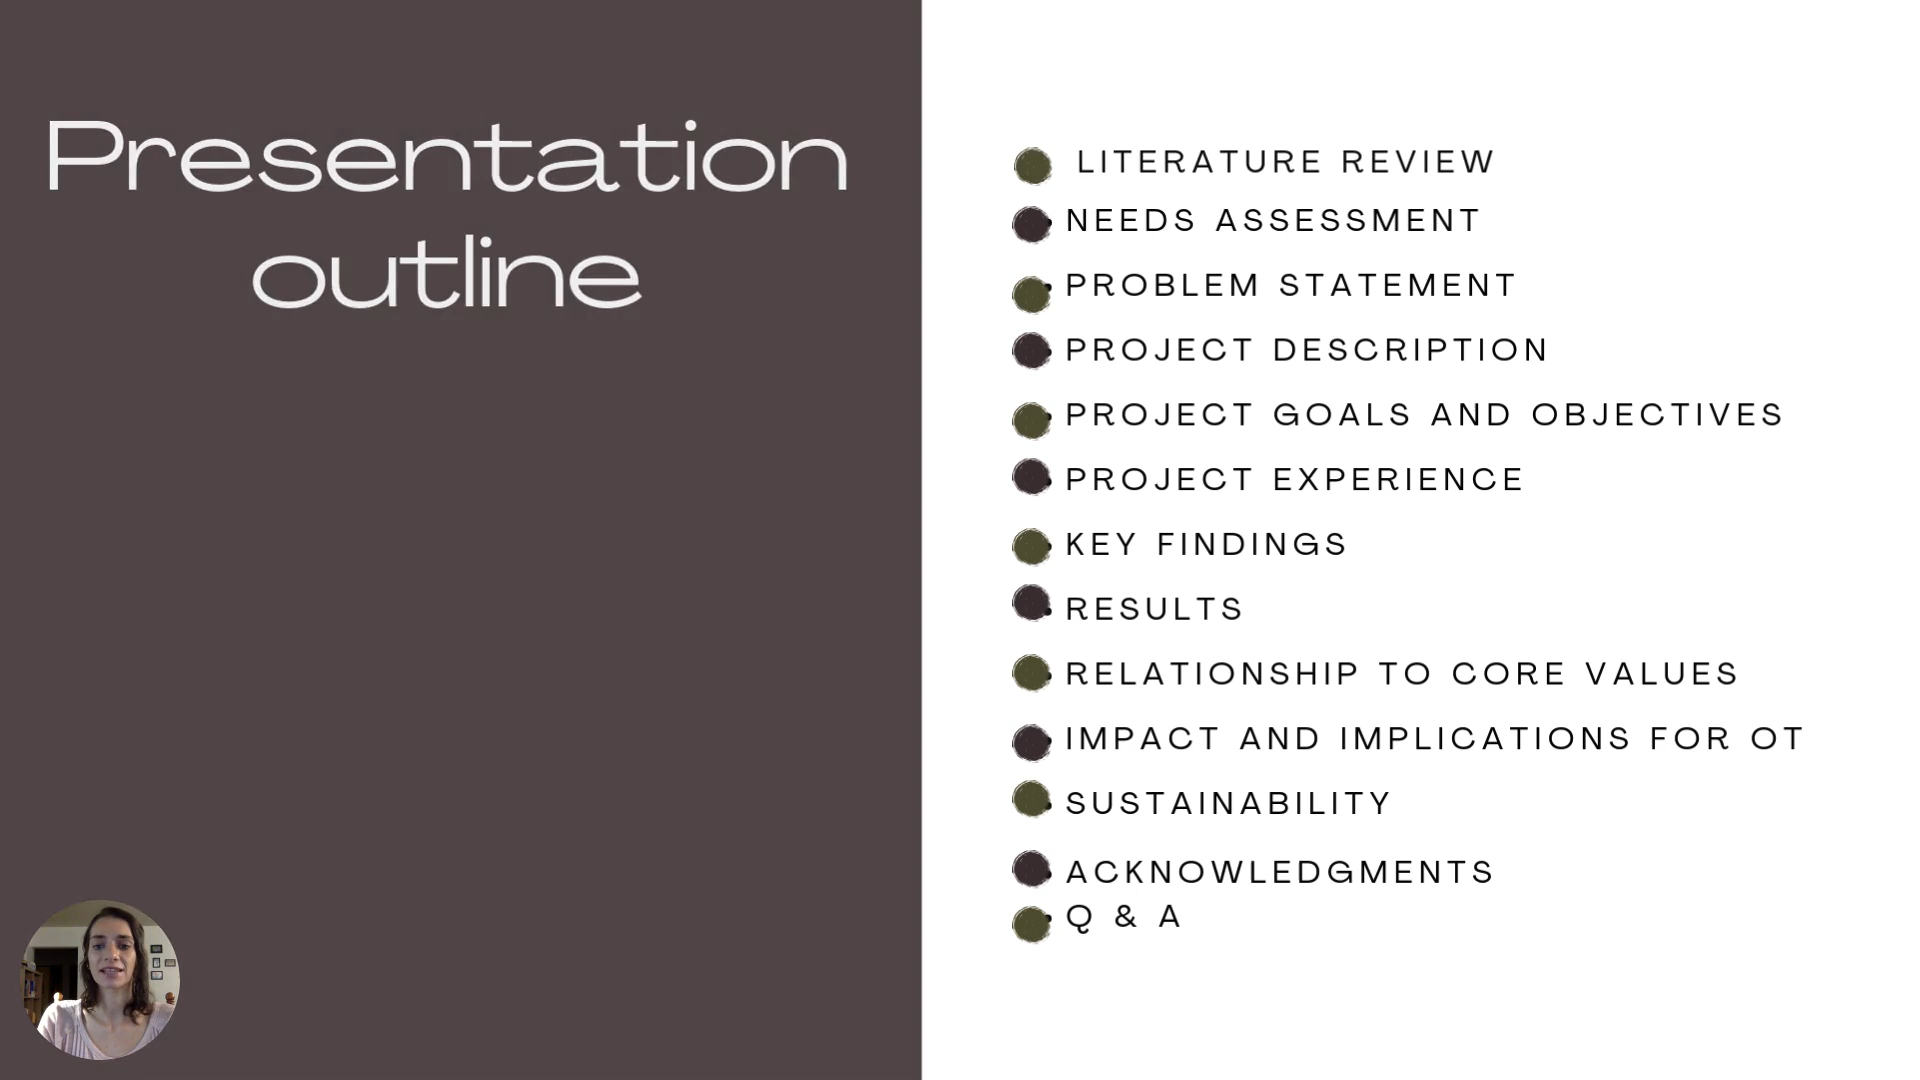 Presentation
outline
LITERATURE REVIEW
NEEDS ASSESSMENT
PROBLEM STATEMENT
PROJECT DESCRIPTION
PROJECT GOALS AND OBJECTIVES
PROJECT EXPERIENCE
KEY FINDINGS
RESULTS
RELATIONSHIP TO CORE VALUES
IMPACT AND IMPLICATIONS FOR OT
SUSTAINABILITY
ACKNOWLEDGMENTS
Q & A